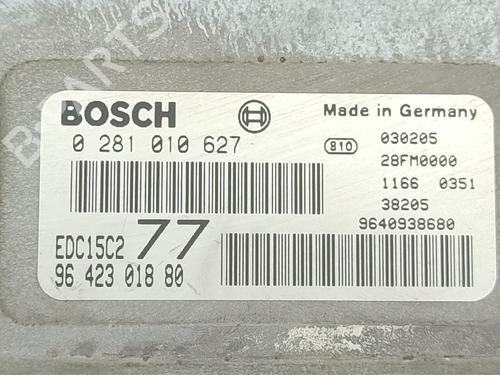 BOSCH
Made in Germany
0 281 010 627
810
030205
28FM0000
1166 0351
38205
9640938680
EDC15C2 77
96 423 018 80